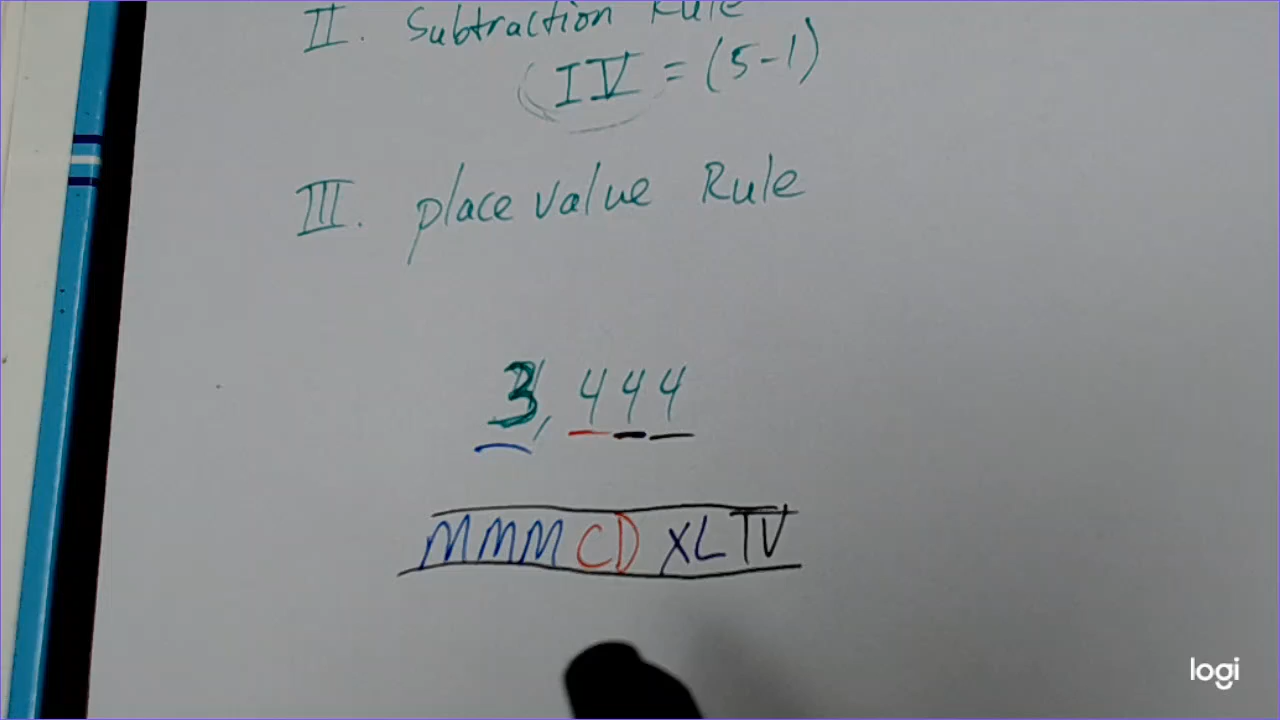 II. Subtraction Rule
(IV = (5-1)
III. place value Rule
3,444
MMMCDXLIV
logi